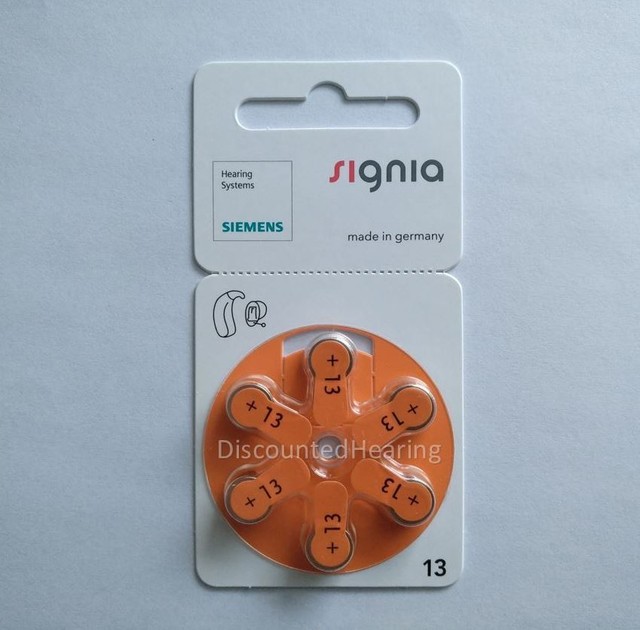 Hearing
Systems
SIEMENS
signia
made in germany
+ 13
+ 13
+ 13
DiscountedHearing
+ 13
+ 13
+ 13
13